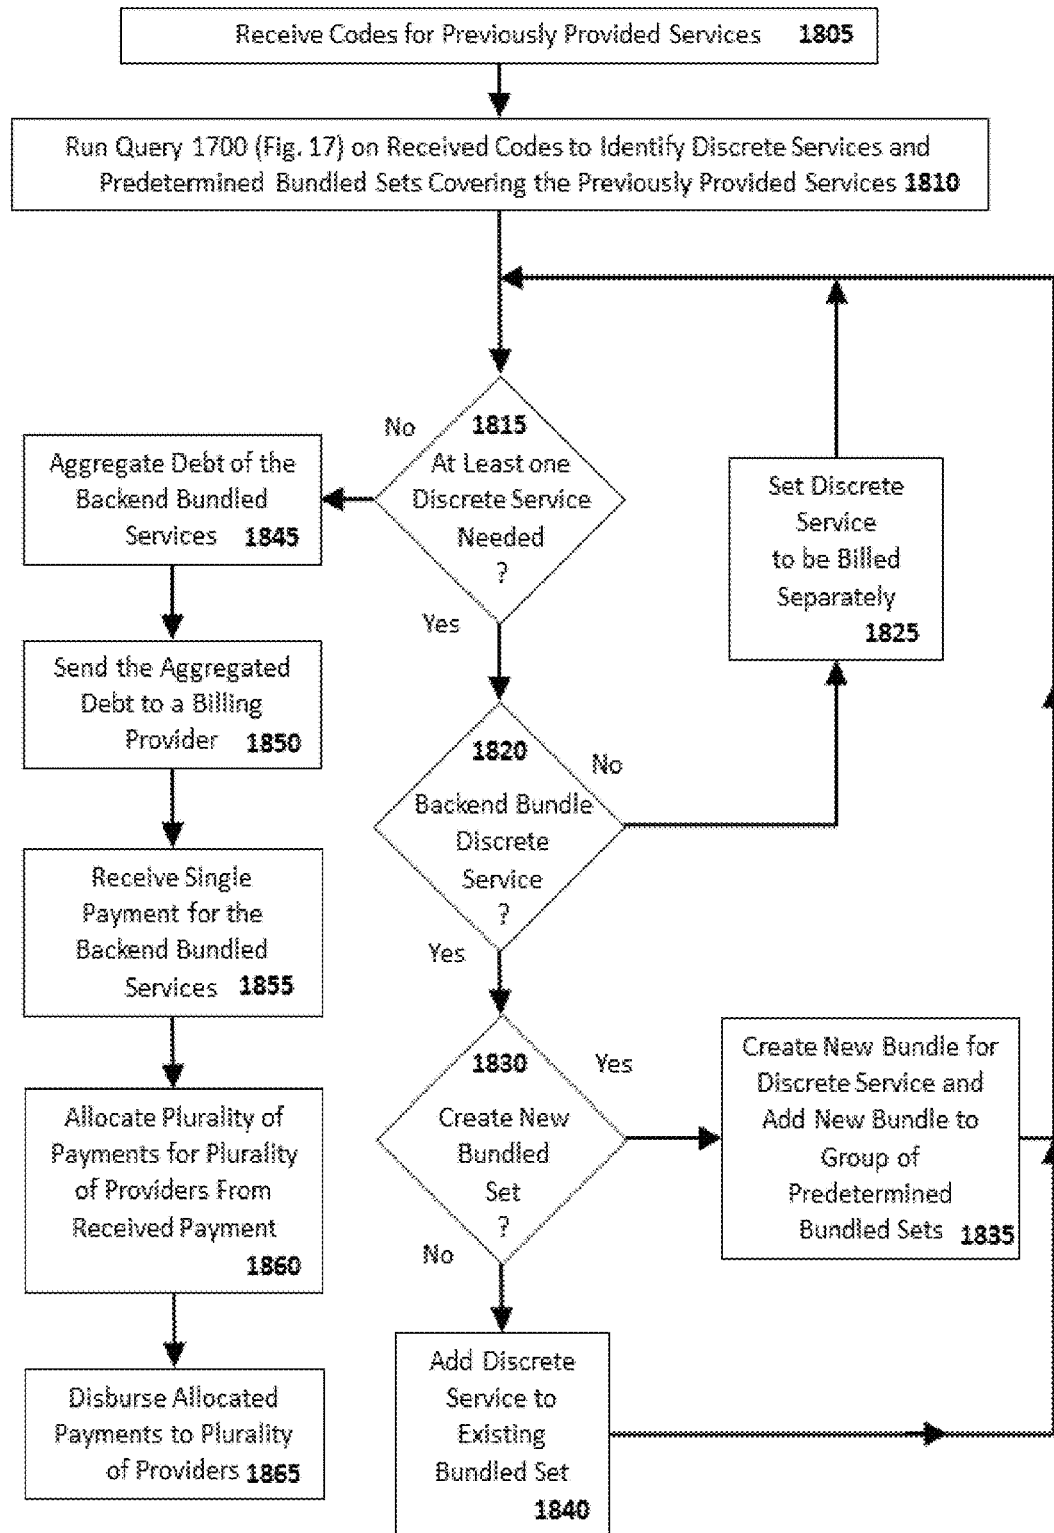 Receive Codes for Previously Provided Services 1805
Run Query 1700 (Fig. 17) on Received Codes to Identify Discrete Services and
Predetermined Bundled Sets Covering the Previously Provided Services 1810
No
1815
At Least one
Discrete Service
Needed
?
Yes
Aggregate Debt of the
Backend Bundled
Services 1845
Set Discrete
Service
to be Billed
Separately
1825
Send the Aggregated
Debt to a Billing
Provider 1850
1820
Backend Bundle
Discrete
Service
?
No
Yes
Receive Single
Payment for the
Backend Bundled
Services 1855
1830
Create New
Bundled
Set
?
Yes
No
Create New Bundle for
Discrete Service and
Add New Bundle to
Group of
Predetermined
Bundled Sets 1835
Allocate Plurality of
Payments for Plurality
of Providers From
Received Payment
1860
Add Discrete
Service to
Existing
Bundled Set
1840
Disburse Allocated
Payments to Plurality
of Providers 1865